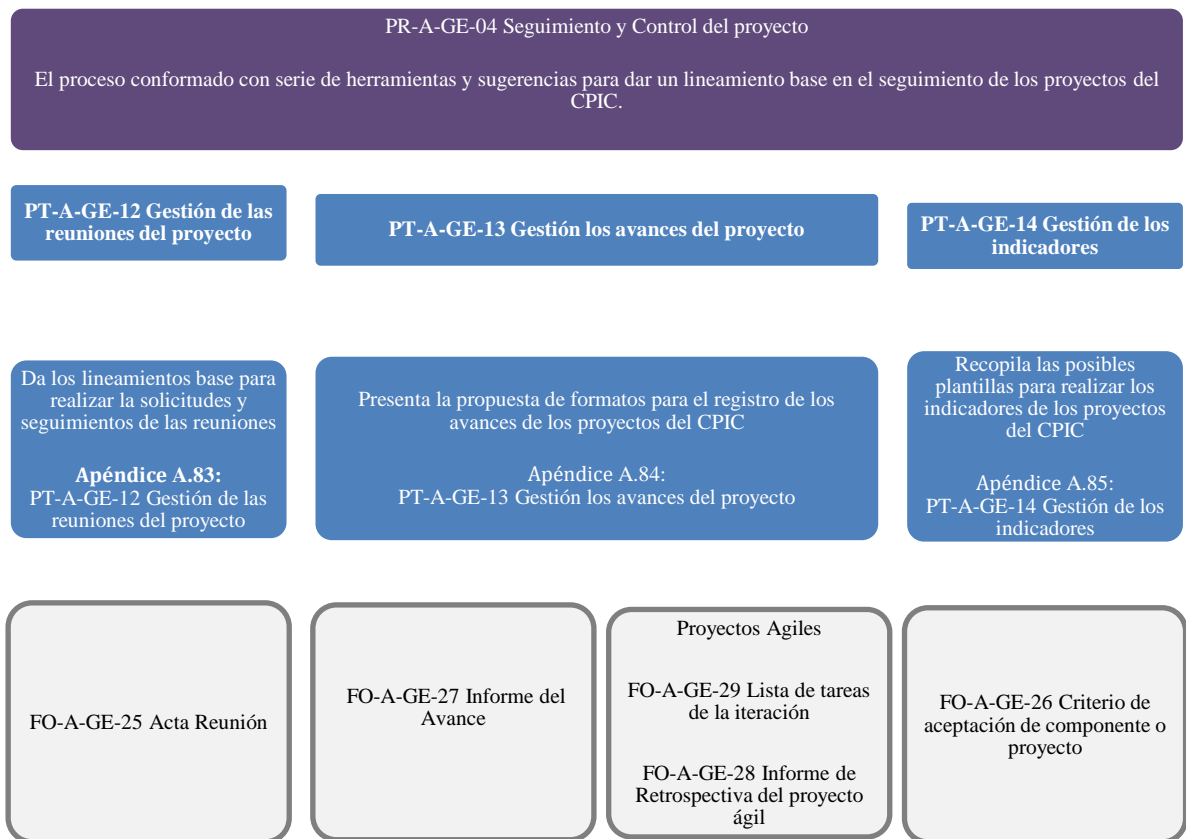 PR-A-GE-04 Seguimiento y Control del proyecto
El proceso conformado con serie de herramientas y sugerencias para dar un lineamiento base en el seguimiento de los proyectos del
CPIC.
PT-A-GE-12 Gestión de las
reuniones del proyecto
PT-A-GE-13 Gestión los avances del proyecto
PT-A-GE-14 Gestión de los
indicadores
Da los lineamientos base para
realizar la solicitudes y
seguimientos de las reuniones
Apéndice A.83:
PT-A-GE-12 Gestión de las
reuniones del proyecto
Presenta la propuesta de formatos para el registro de los
avances de los proyectos del CPIC
Apéndice A.84:
PT-A-GE-13 Gestión los avances del proyecto
Recopila las posibles
plantillas para realizar los
indicadores de los proyectos
del CPIC
Apéndice A.85:
PT-A-GE-14 Gestión de los
indicadores
FO-A-GE-25 Acta Reunión
FO-A-GE-27 Informe del
Avance
Proyectos Agiles
FO-A-GE-29 Lista de tareas
de la iteración
FO-A-GE-28 Informe de
Retrospectiva del proyecto
ágil
FO-A-GE-26 Criterio de
aceptación de componente o
proyecto